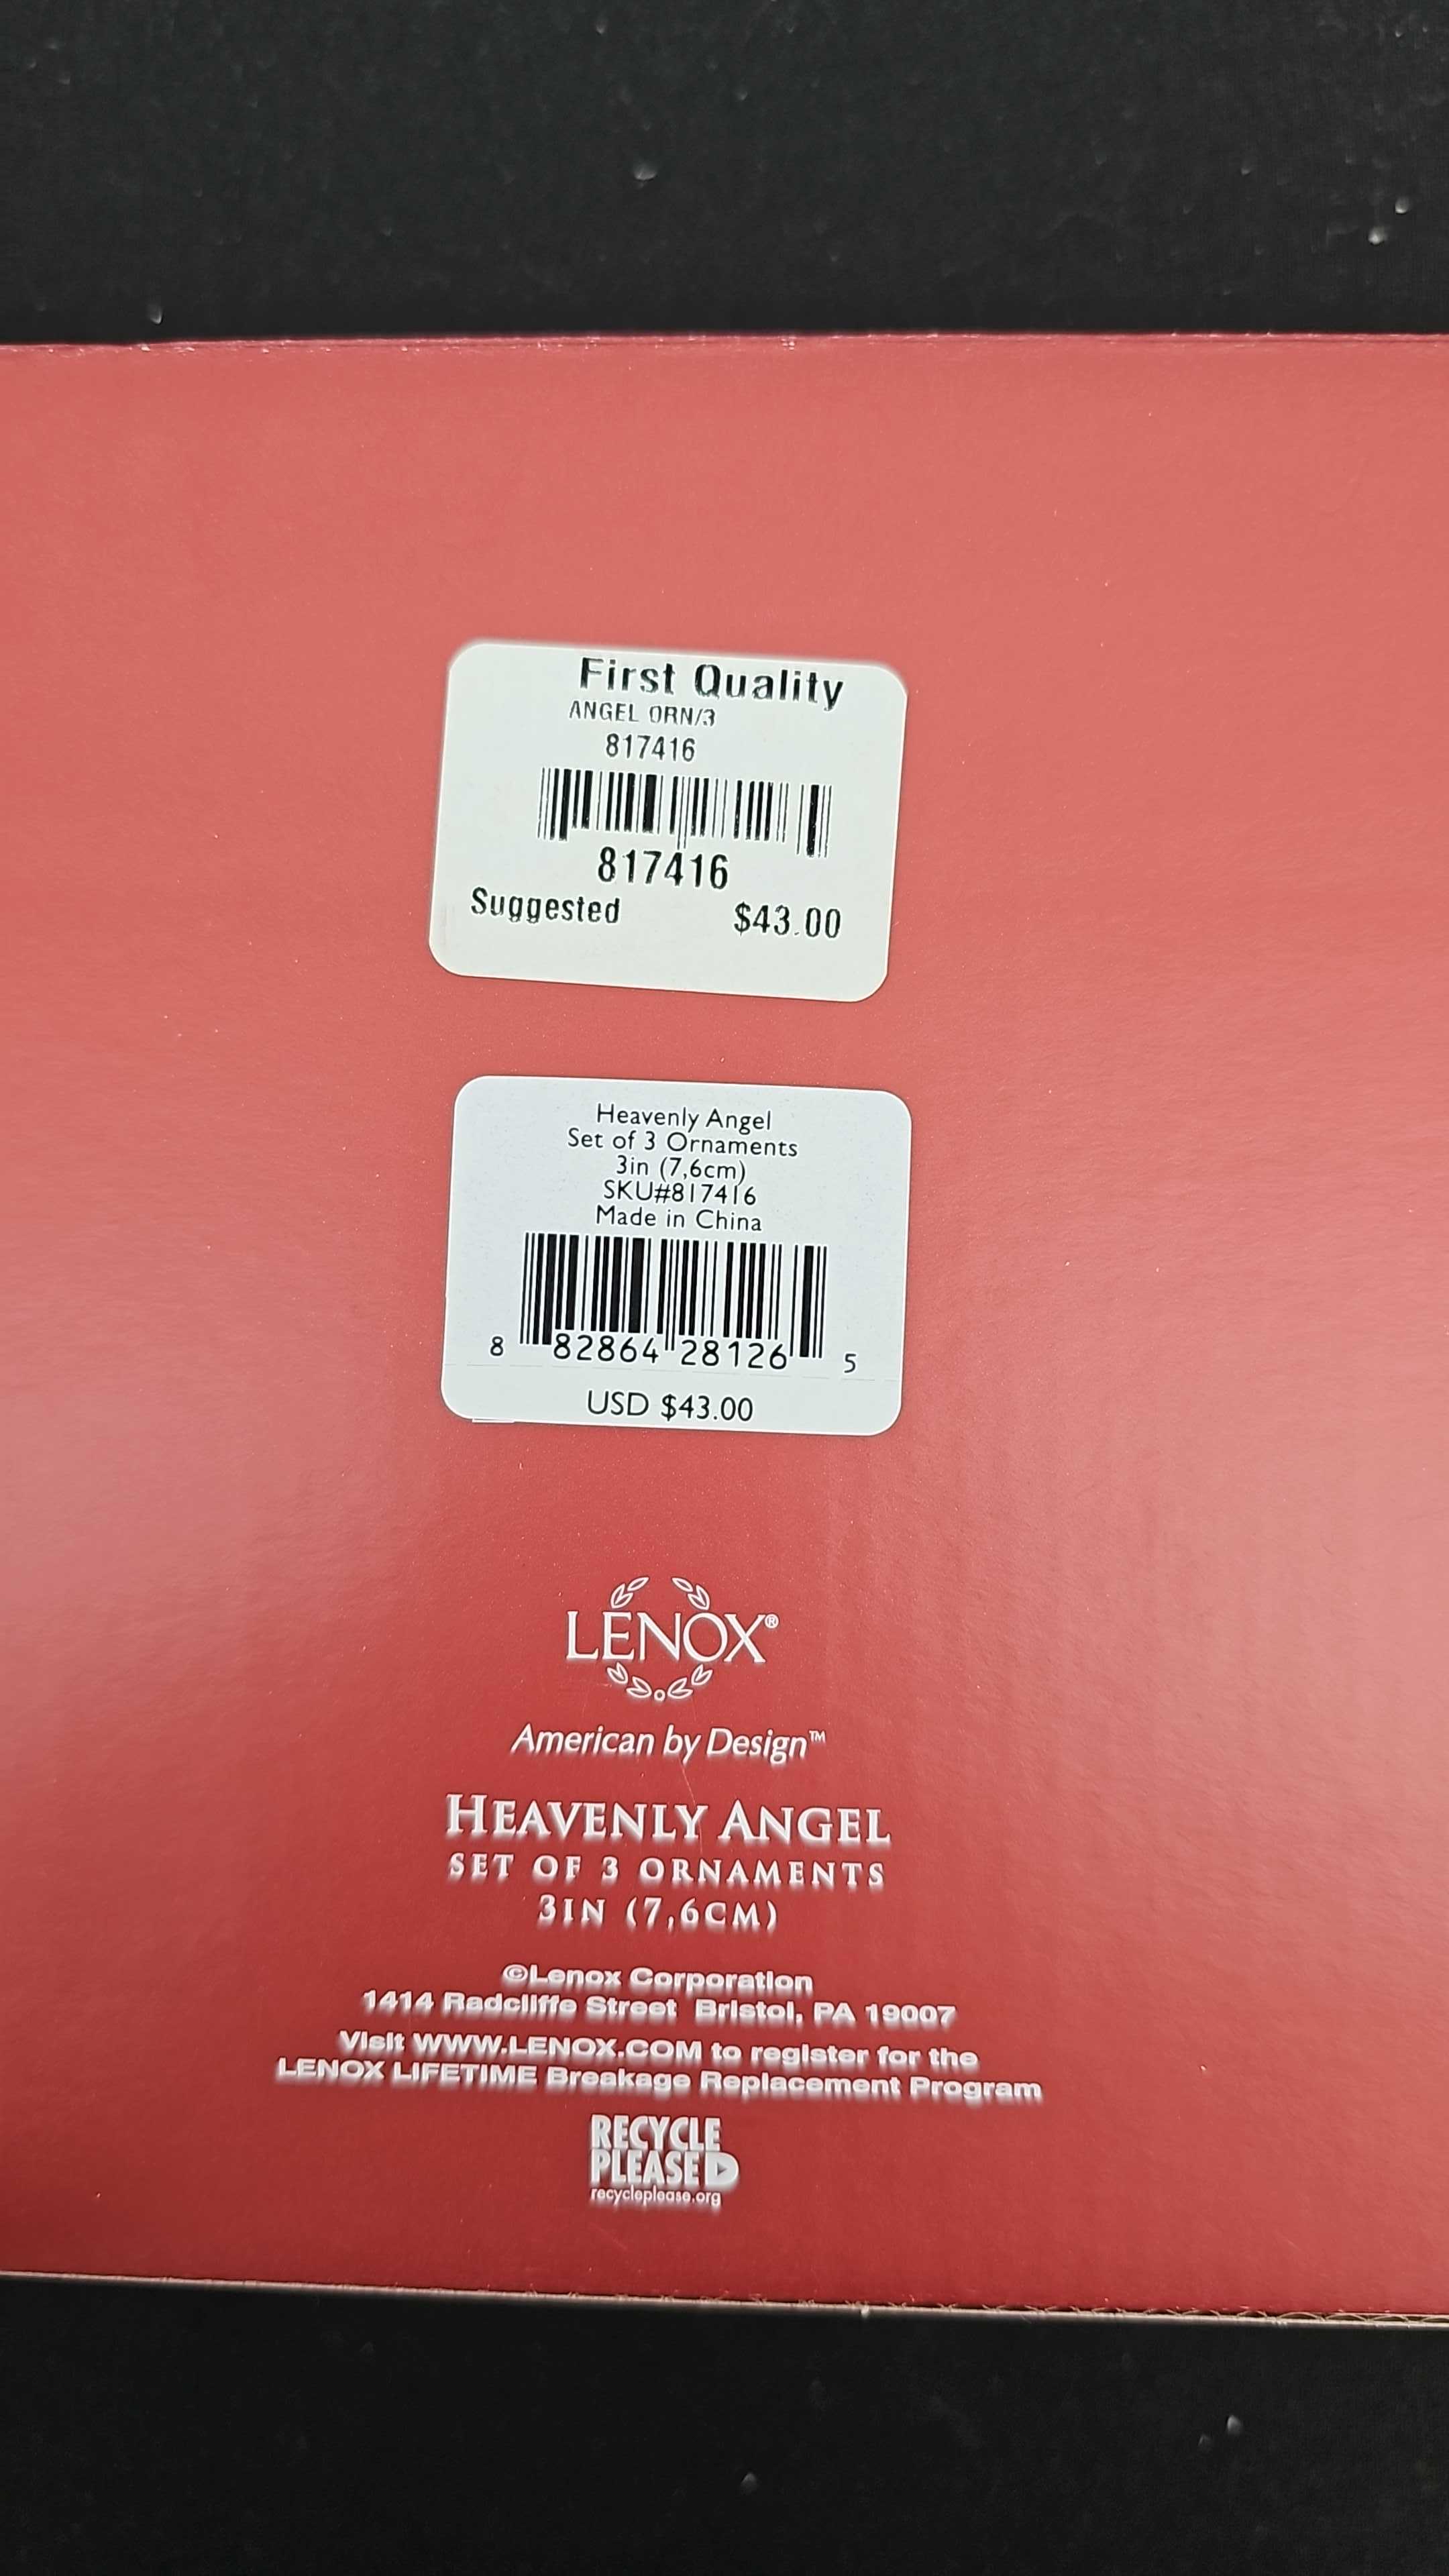 First Quality
ANGEL ORN/3
817416
817416
Suggested $43.00
Heavenly Angel
Set of 3 Ornaments
3in (7,6cm)
SKU#817416
Made in China
8 82864 28126 5
USD $43.00
LENOX®
American by Design™
HEAVENLY ANGEL
SET OF 3 ORNAMENTS
3IN (7,6CM)
©Lenox Corporation
1414 Radcliffe Street Bristol, PA 19007
Visit WWW.LENOX.COM to register for the
LENOX LIFETIME Breakage Replacement Program
RECYCLE
PLEASE
recycleplease.org